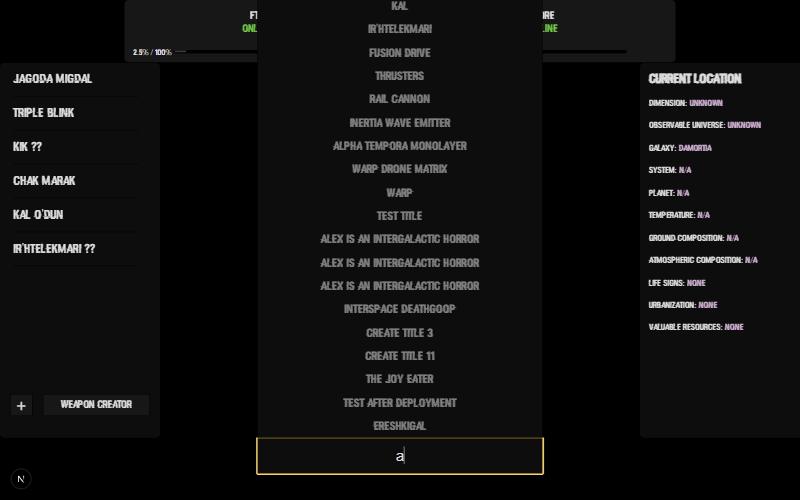 FT
ONL
2.5% / 100%
RE
LINE
JAGODA MIGDAL
TRIPLE BLINK
KIK ??
CHAK MARAK
KAL O'DUN
IR'HTELEKMARI ??
+
WEAPON CREATOR
N
KAL
IR'HTELEKMARI
FUSION DRIVE
THRUSTERS
RAIL CANNON
INERTIA WAVE EMITTER
ALPHA TEMPORA MONOLAYER
WARP DRONE MATRIX
WARP
TEST TITLE
ALEX IS AN INTERGALACTIC HORROR
ALEX IS AN INTERGALACTIC HORROR
ALEX IS AN INTERGALACTIC HORROR
INTERSPACE DEATHGOOP
CREATE TITLE 3
CREATE TITLE 11
THE JOY EATER
TEST AFTER DEPLOYMENT
ERESHKIGAL
a
CURRENT LOCATION
DIMENSION: UNKNOWN
OBSERVABLE UNIVERSE: UNKNOWN
GALAXY: DAMORTIA
SYSTEM: N/A
PLANET: N/A
TEMPERATURE: N/A
GROUND COMPOSITION: N/A
ATMOSPHERIC COMPOSITION: N/A
LIFE SIGNS: NONE
URBANIZATION: NONE
VALUABLE RESOURCES: NONE